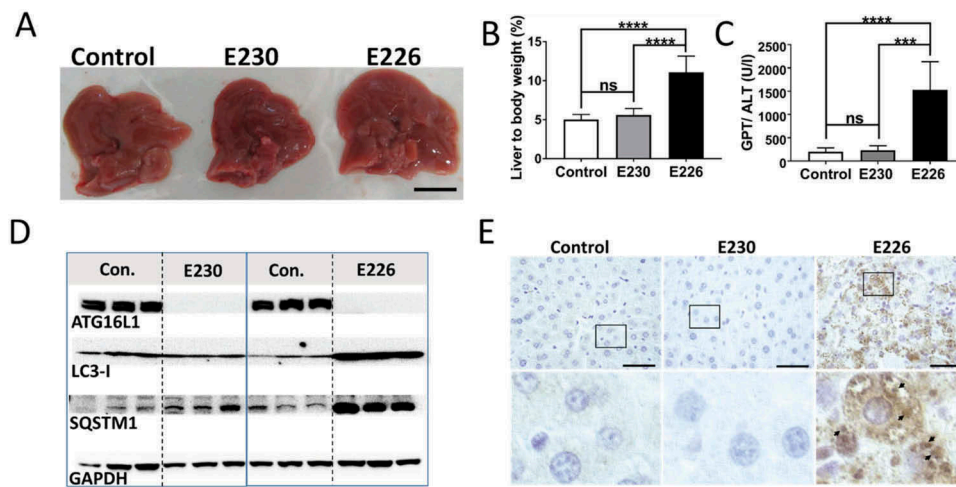 A
Control E230 E226
B
Liver to body weight (%)
15
10
5
0
****
****
ns
Control E230 E226
C
GPT/ ALT (U/l)
2500
2000
1500
1000
500
0
****
***
ns
Control E230 E226
D
Con. E230 Con. E226
ATG16L1
LC3-I
SQSTM1
GAPDH
E
Control E230 E226